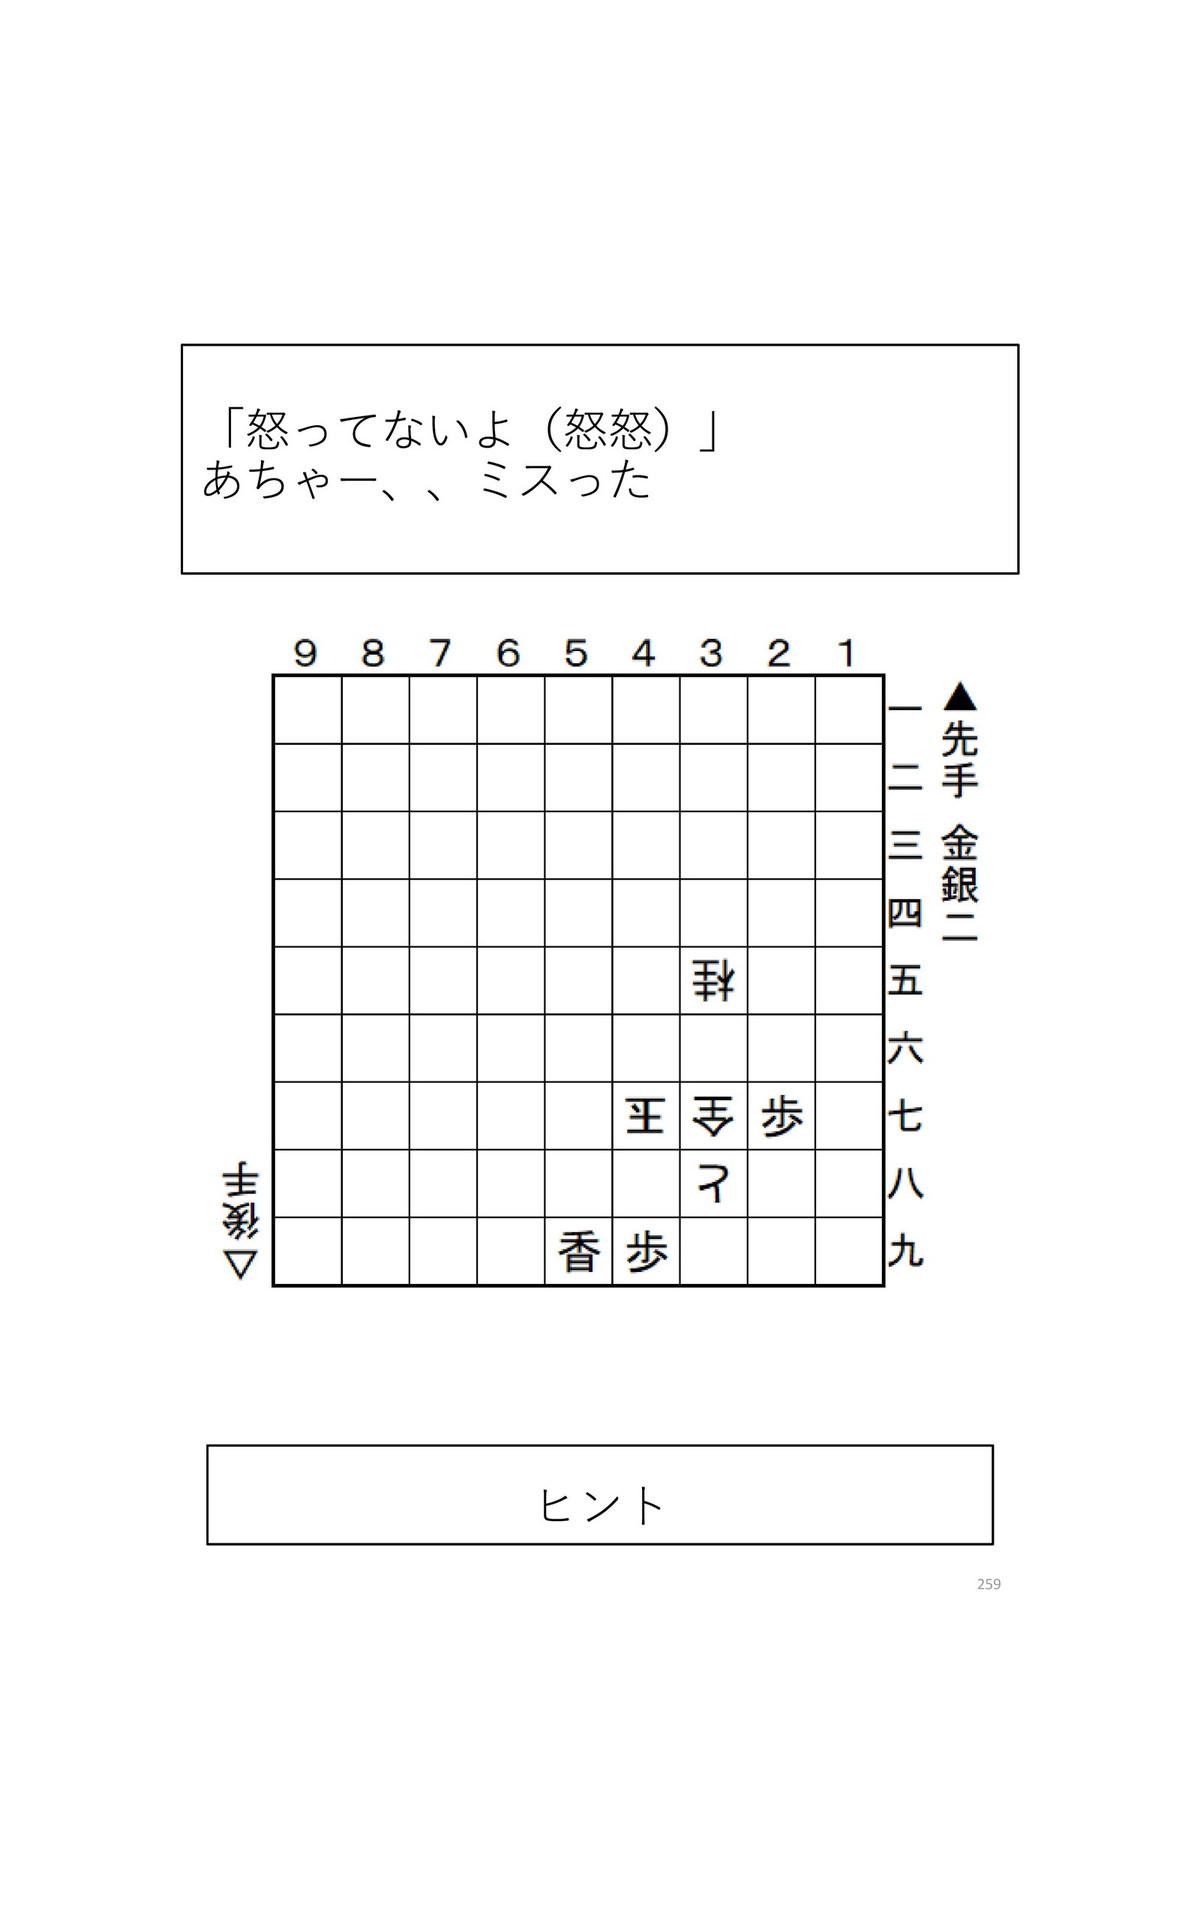 「怒ってないよ（怒怒）」
あちゃー、、ミスった
9 8 7 6 5 4 3 2 1
一
二
三
四
五
六
七
八
九
▲先手 金銀二
△後手
桂
王 全 歩
と
香 歩
ヒント
259